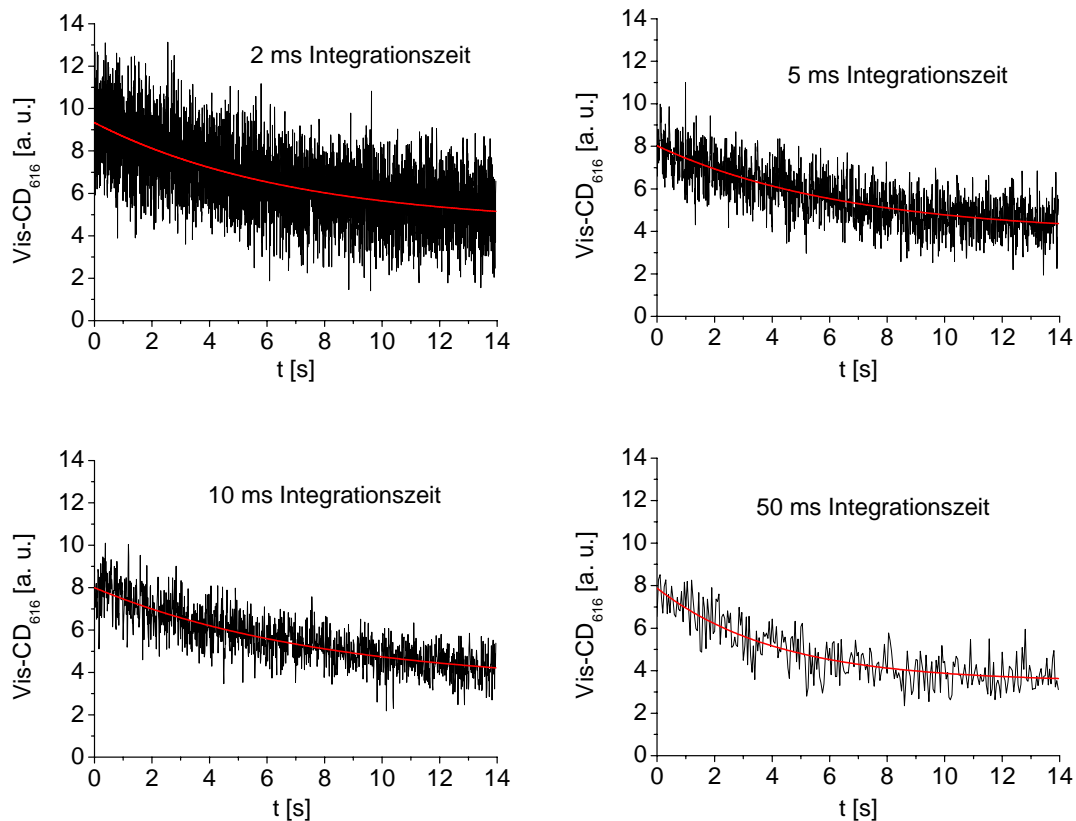 2 ms Integrationszeit
Vis-CD616 [a. u.]
14
12
10
8
6
4
2
0
0 2 4 6 8 10 12 14
t [s]
5 ms Integrationszeit
Vis-CD616 [a. u.]
14
12
10
8
6
4
2
0
0 2 4 6 8 10 12 14
t [s]
10 ms Integrationszeit
Vis-CD616 [a. u.]
14
12
10
8
6
4
2
0
0 2 4 6 8 10 12 14
t [s]
50 ms Integrationszeit
Vis-CD616 [a. u.]
14
12
10
8
6
4
2
0
0 2 4 6 8 10 12 14
t [s]